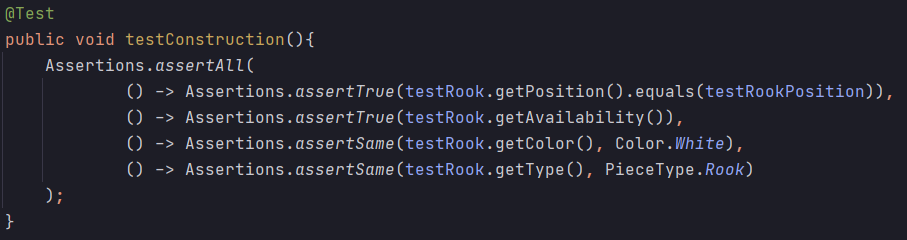 @Test
public void testConstruction(){
    Assertions.assertAll(
            () -> Assertions.assertTrue(testRook.getPosition().equals(testRookPosition)),
            () -> Assertions.assertTrue(testRook.getAvailability()),
            () -> Assertions.assertSame(testRook.getColor(), Color.White),
            () -> Assertions.assertSame(testRook.getType(), PieceType.Rook)
    );
}